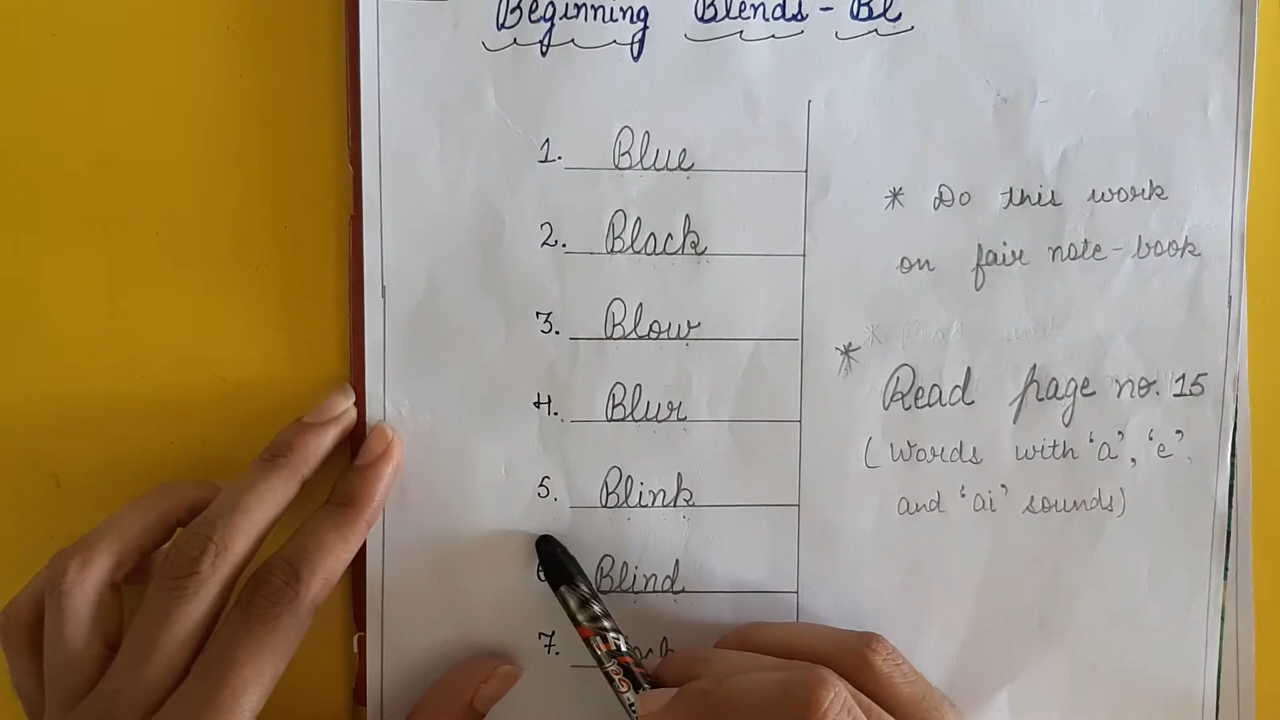 Beginning Blends - Bl
1. Blue
2. Black
3. Blow
4. Blur
5. Blink
Blind
7.
* Do this work
on fair note-book
* Read page no. 15
(Words with 'a', 'e',
and 'ai' sounds)